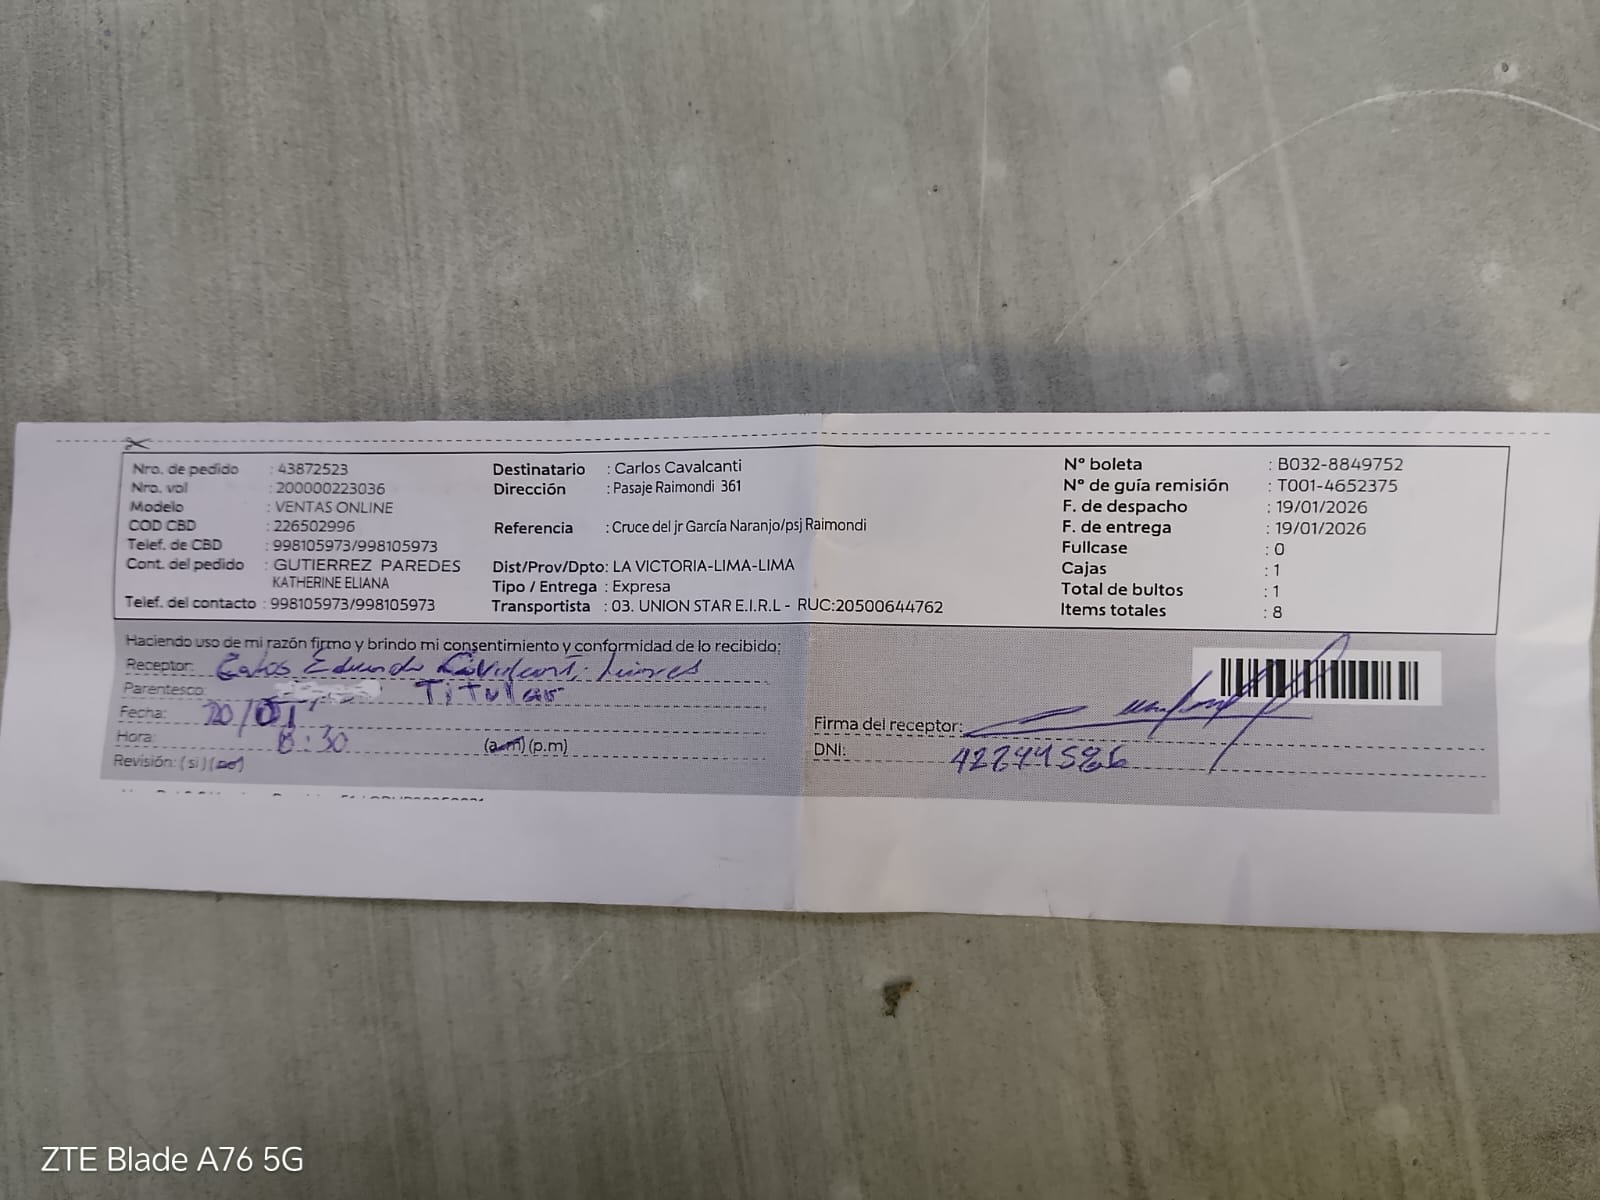 Nro. de pedido : 43872523
Nro. vol : 200000223036
Modelo : VENTAS ONLINE
COD CBD : 226502996
Telef. de CBD : 998105973/998105973
Cont. del pedido : GUTIERREZ PAREDES
KATHERINE ELIANA
Telef. del contacto : 998105973/998105973
Destinatario : Carlos Cavalcanti
Dirección : Pasaje Raimondi 361
Referencia : Cruce del jr García Naranjo/psj Raimondi
Dist/Prov/Dpto: LA VICTORIA-LIMA-LIMA
Tipo / Entrega : Expresa
Transportista : 03. UNION STAR E.I.R.L - RUC:20500644762
N° boleta : B032-8849752
N° de guía remisión : T001-4652375
F. de despacho : 19/01/2026
F. de entrega : 19/01/2026
Fullcase : 0
Cajas : 1
Total de bultos : 1
Items totales : 8
Haciendo uso de mi razón firmo y brindo mi consentimiento y conformidad de lo recibido:
Receptor: Calos Eduardo
Parentesco: Titular
Fecha: 20/01
Hora: 8:30 (a.m) (p.m)
Revisión: ( si ) (no)
Firma del receptor:
DNI:
ZTE Blade A76 5G